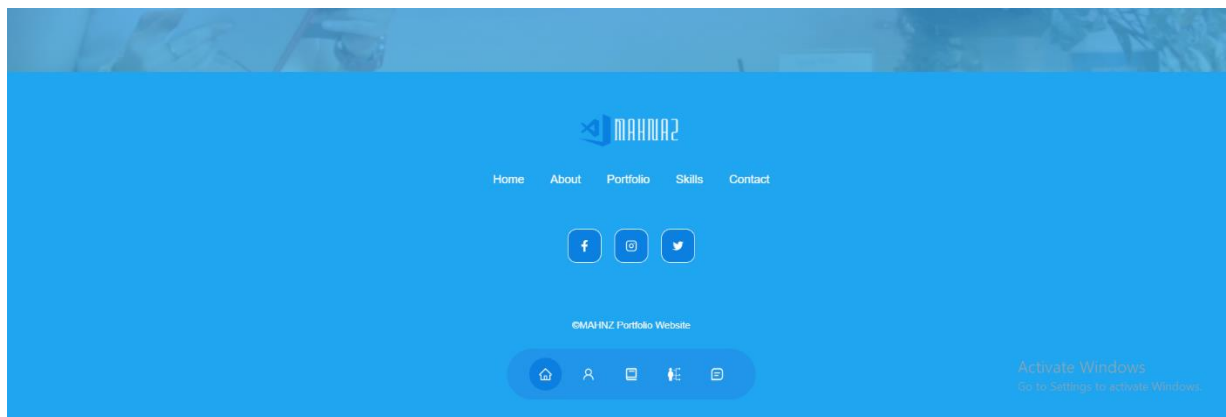 MAHNAZ
Home About Portfolio Skills Contact
©MAHNZ Portfolio Website
Activate Windows
Go to Settings to activate Windows.